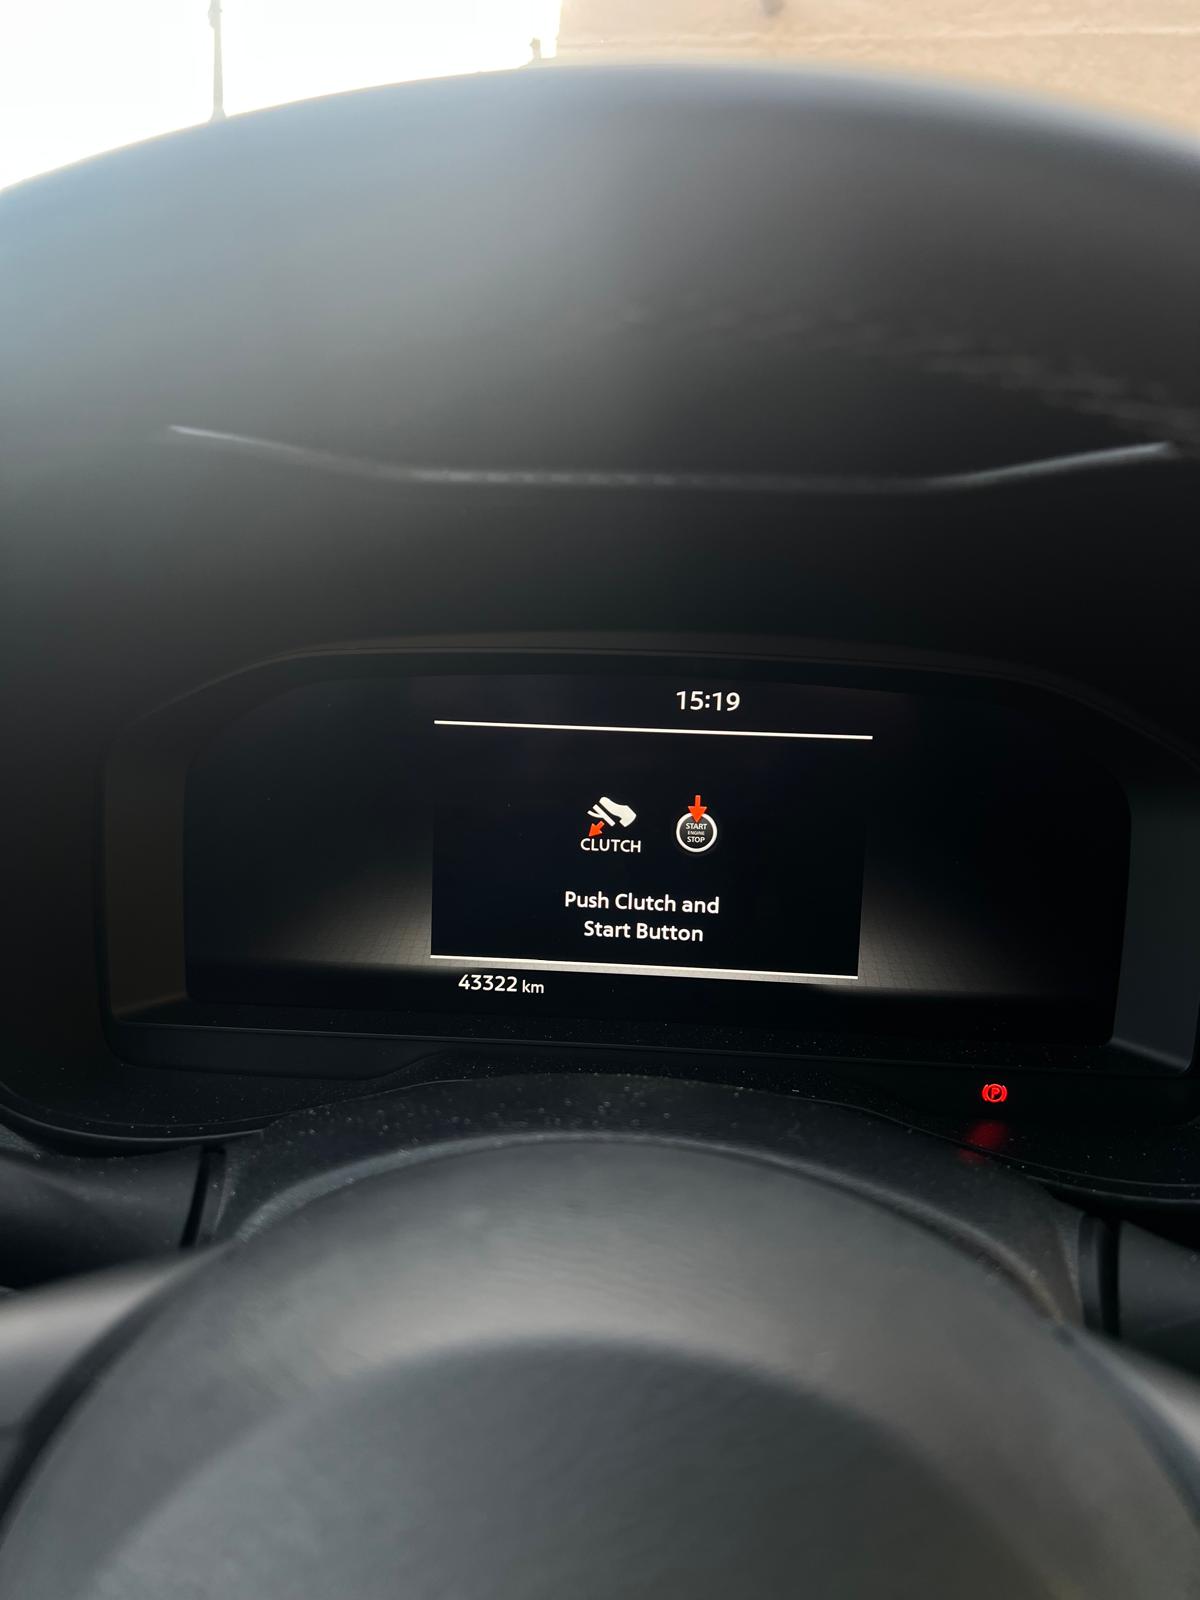 15:19
CLUTCH
START
ENGINE
STOP
Push Clutch and
Start Button
43322 km
P